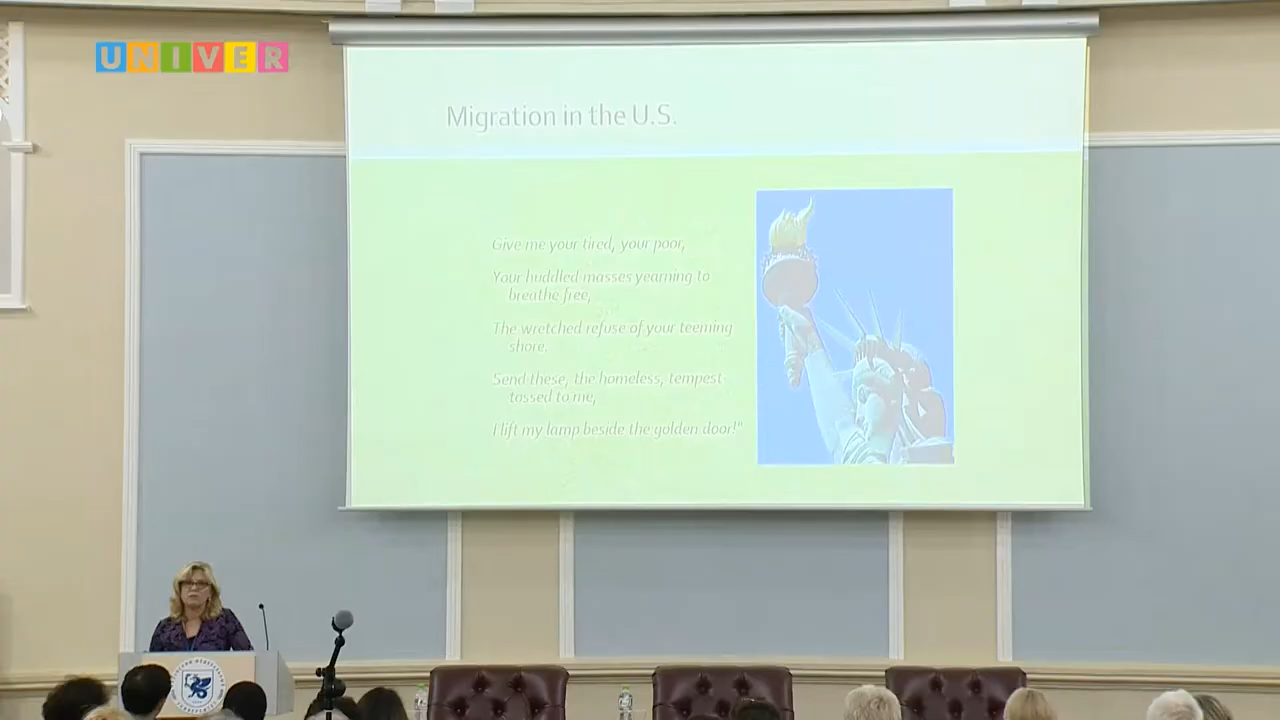 UNIVER
Migration in the U.S.
Give me your tired, your poor,
Your huddled masses yearning to
breathe free,
The wretched refuse of your teeming
shore.
Send these, the homeless, tempest-
tossed to me,
I lift my lamp beside the golden door!"